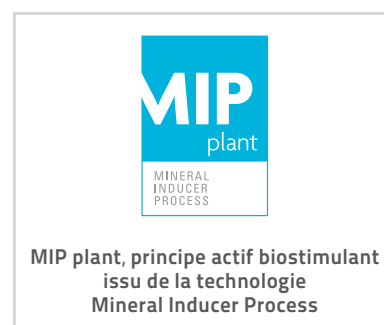 MIP
plant
MINERAL
INDUCER
PROCESS
MIP plant, principe actif biostimulant
issu de la technologie
Mineral Inducer Process